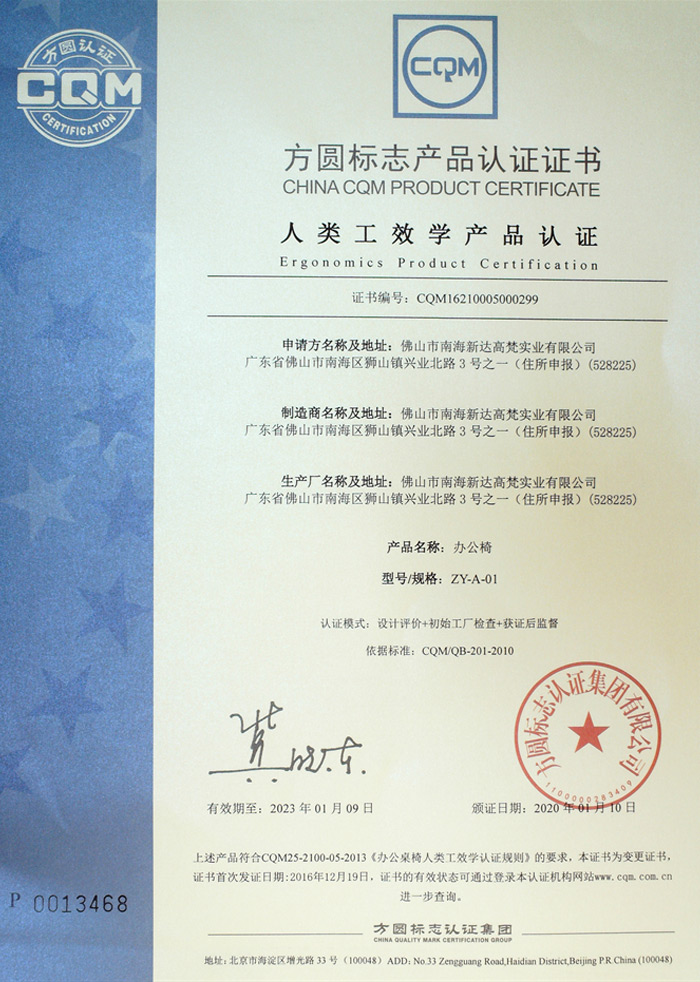 方圆认证
CQM
CERTIFICATION
CQM
方圆标志产品认证证书
CHINA CQM PRODUCT CERTIFICATE
人类工效学产品认证
Ergonomics Product Certification
证书编号：CQM16210005000299
申请方名称及地址：佛山市南海新达高梵实业有限公司
广东省佛山市南海区狮山镇兴业北路 3 号之一（住所申报）(528225)
制造商名称及地址：佛山市南海新达高梵实业有限公司
广东省佛山市南海区狮山镇兴业北路 3 号之一（住所申报）(528225)
生产厂名称及地址：佛山市南海新达高梵实业有限公司
广东省佛山市南海区狮山镇兴业北路 3 号之一（住所申报）(528225)
产品名称：办公椅
型号/规格：ZY-A-01
认证模式：设计评价+初始工厂检查+获证后监督
依据标准：CQM/QB-201-2010
方圆标志认证集团有限公司
1100000283409
有效期至：2023 年 01 月 09 日
颁证日期：2020 年 01 月 10 日
上述产品符合CQM25-2100-05-2013《办公桌椅人类工效学认证规则》的要求，本证书为变更证书，
证书首次发证日期:2016年12月19日，证书的有效状态可通过登录本认证机构网站www.cqm.com.cn
进一步查询。
P 0013468
方圆标志认证集团
CHINA QUALITY MARK CERTIFICATION GROUP
地址: 北京市海淀区增光路 33 号（100048）ADD: No.33 Zengguang Road,Haidian District,Beijing P.R.China (100048)